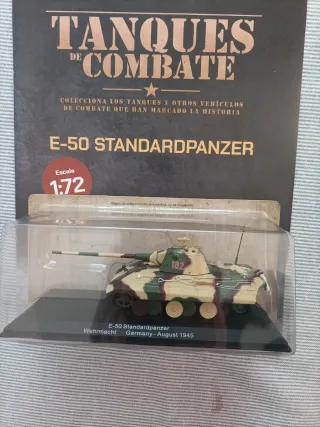 TANQUES
DE COMBATE
COLECCIONA LOS TANQUES Y OTROS VEHÍCULOS
DE COMBATE QUE HAN MARCADO LA HISTORIA
E-50 STANDARDPANZER
Escala
1:72
102
E-50 Standardpanzer
Wehrmacht Germany - August 1945